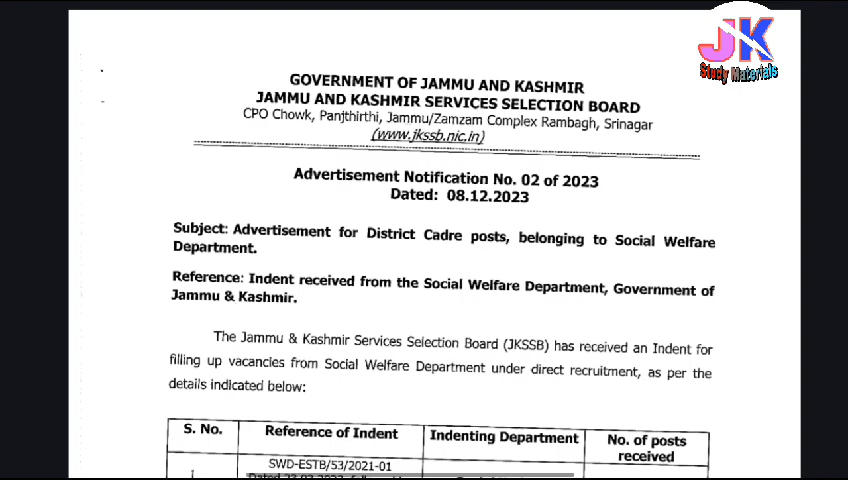 JK
Study Materials
GOVERNMENT OF JAMMU AND KASHMIR
JAMMU AND KASHMIR SERVICES SELECTION BOARD
CPO Chowk, Panjthirthi, Jammu/Zamzam Complex Rambagh, Srinagar
(www.jkssb.nic.in)
Advertisement Notification No. 02 of 2023
Dated: 08.12.2023
Subject: Advertisement for District Cadre posts, belonging to Social Welfare
Department.
Reference: Indent received from the Social Welfare Department, Government of
Jammu & Kashmir.
The Jammu & Kashmir Services Selection Board (JKSSB) has received an Indent for
filling up vacancies from Social Welfare Department under direct recruitment, as per the
details indicated below:
S. No. Reference of Indent Indenting Department No. of posts
received
SWD-ESTB/53/2021-01